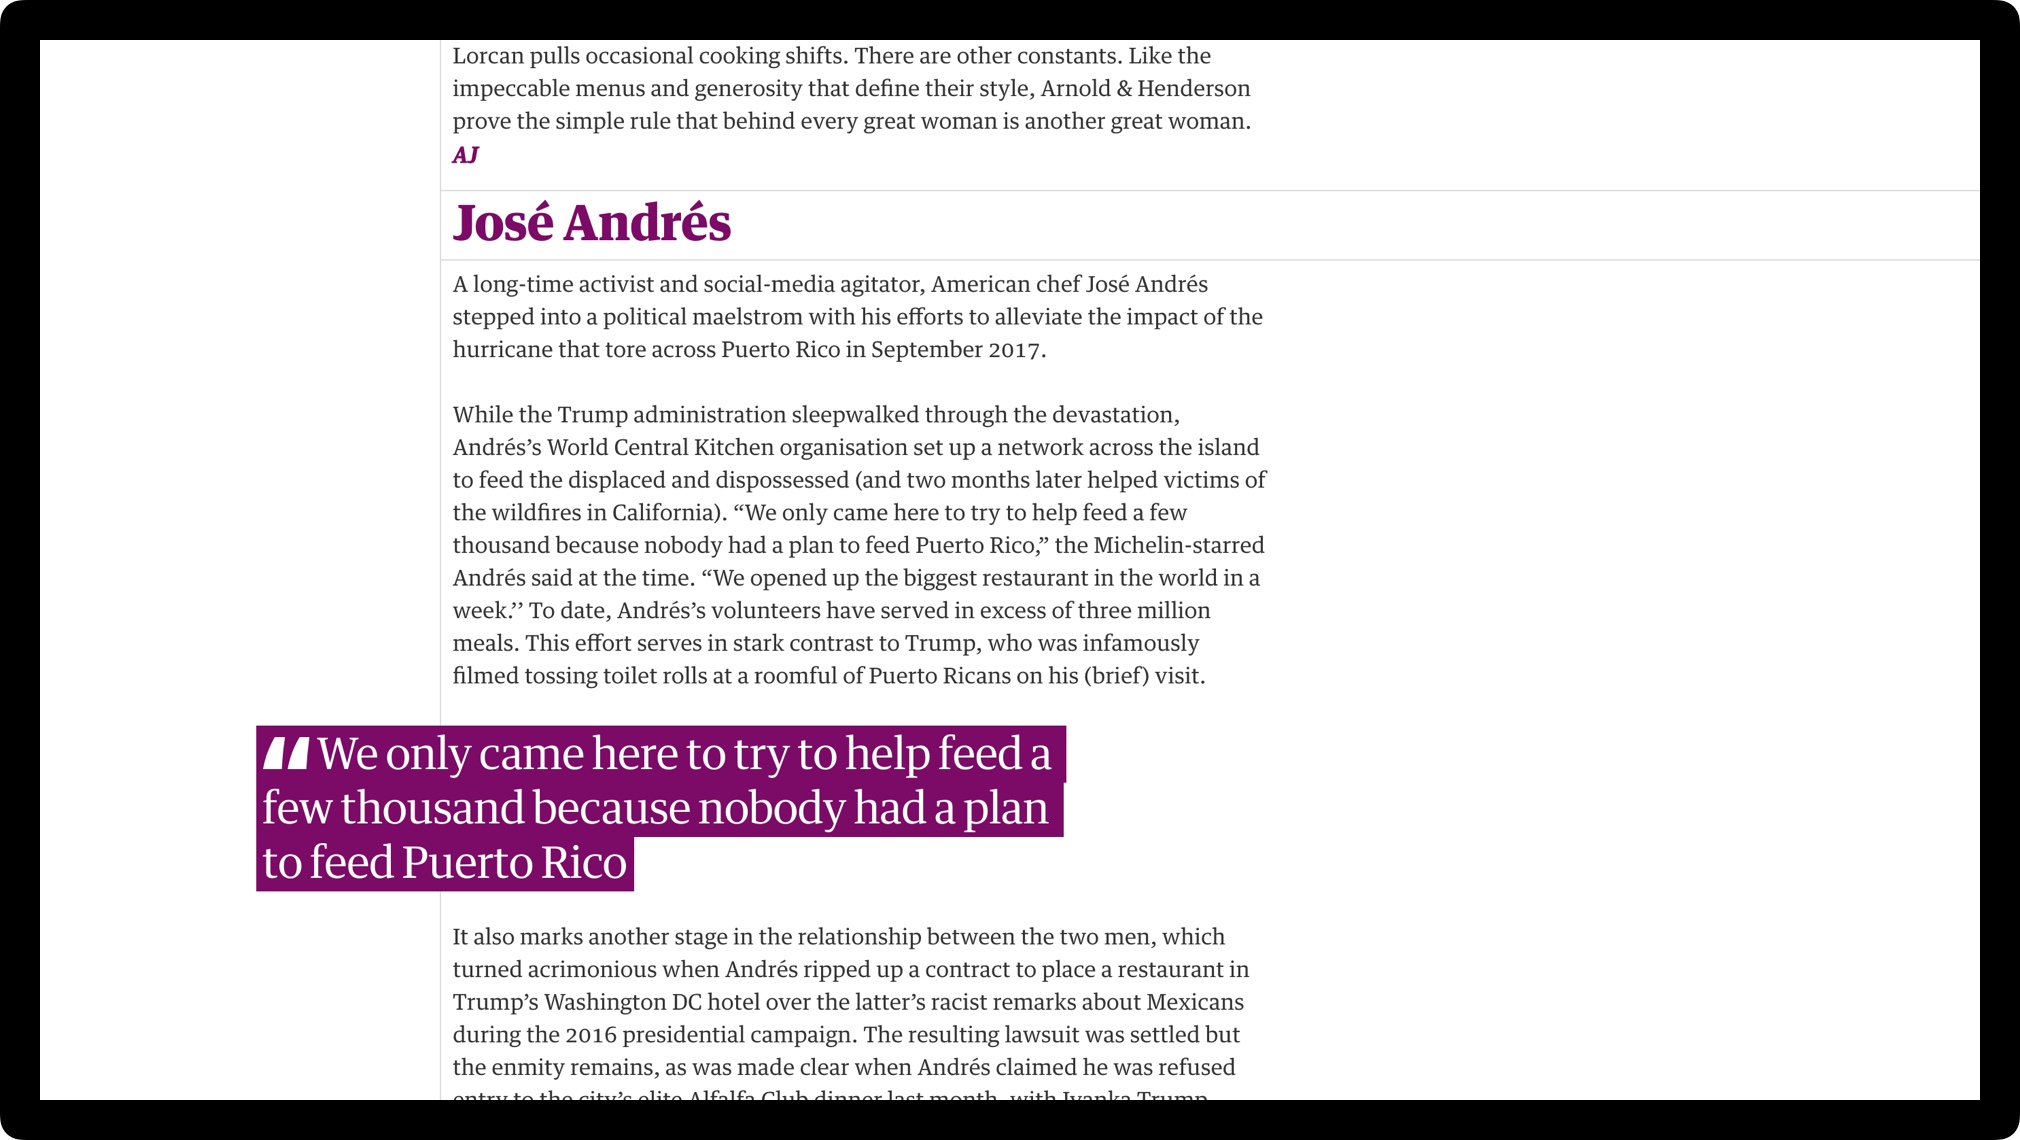 Lorcan pulls occasional cooking shifts. There are other constants. Like the
impeccable menus and generosity that define their style, Arnold & Henderson
prove the simple rule that behind every great woman is another great woman.
AJ
José Andrés
A long-time activist and social-media agitator, American chef José Andrés
stepped into a political maelstrom with his efforts to alleviate the impact of the
hurricane that tore across Puerto Rico in September 2017.
While the Trump administration sleepwalked through the devastation,
Andrés’s World Central Kitchen organisation set up a network across the island
to feed the displaced and dispossessed (and two months later helped victims of
the wildfires in California). “We only came here to try to help feed a few
thousand because nobody had a plan to feed Puerto Rico,” the Michelin-starred
Andrés said at the time. “We opened up the biggest restaurant in the world in a
week.’’ To date, Andrés’s volunteers have served in excess of three million
meals. This effort serves in stark contrast to Trump, who was infamously
filmed tossing toilet rolls at a roomful of Puerto Ricans on his (brief) visit.
“We only came here to try to help feed a
few thousand because nobody had a plan
to feed Puerto Rico
It also marks another stage in the relationship between the two men, which
turned acrimonious when Andrés ripped up a contract to place a restaurant in
Trump’s Washington DC hotel over the latter’s racist remarks about Mexicans
during the 2016 presidential campaign. The resulting lawsuit was settled but
the enmity remains, as was made clear when Andrés claimed he was refused
entry to the city’s elite Alfalfa Club dinner last month, with Ivanka Trump